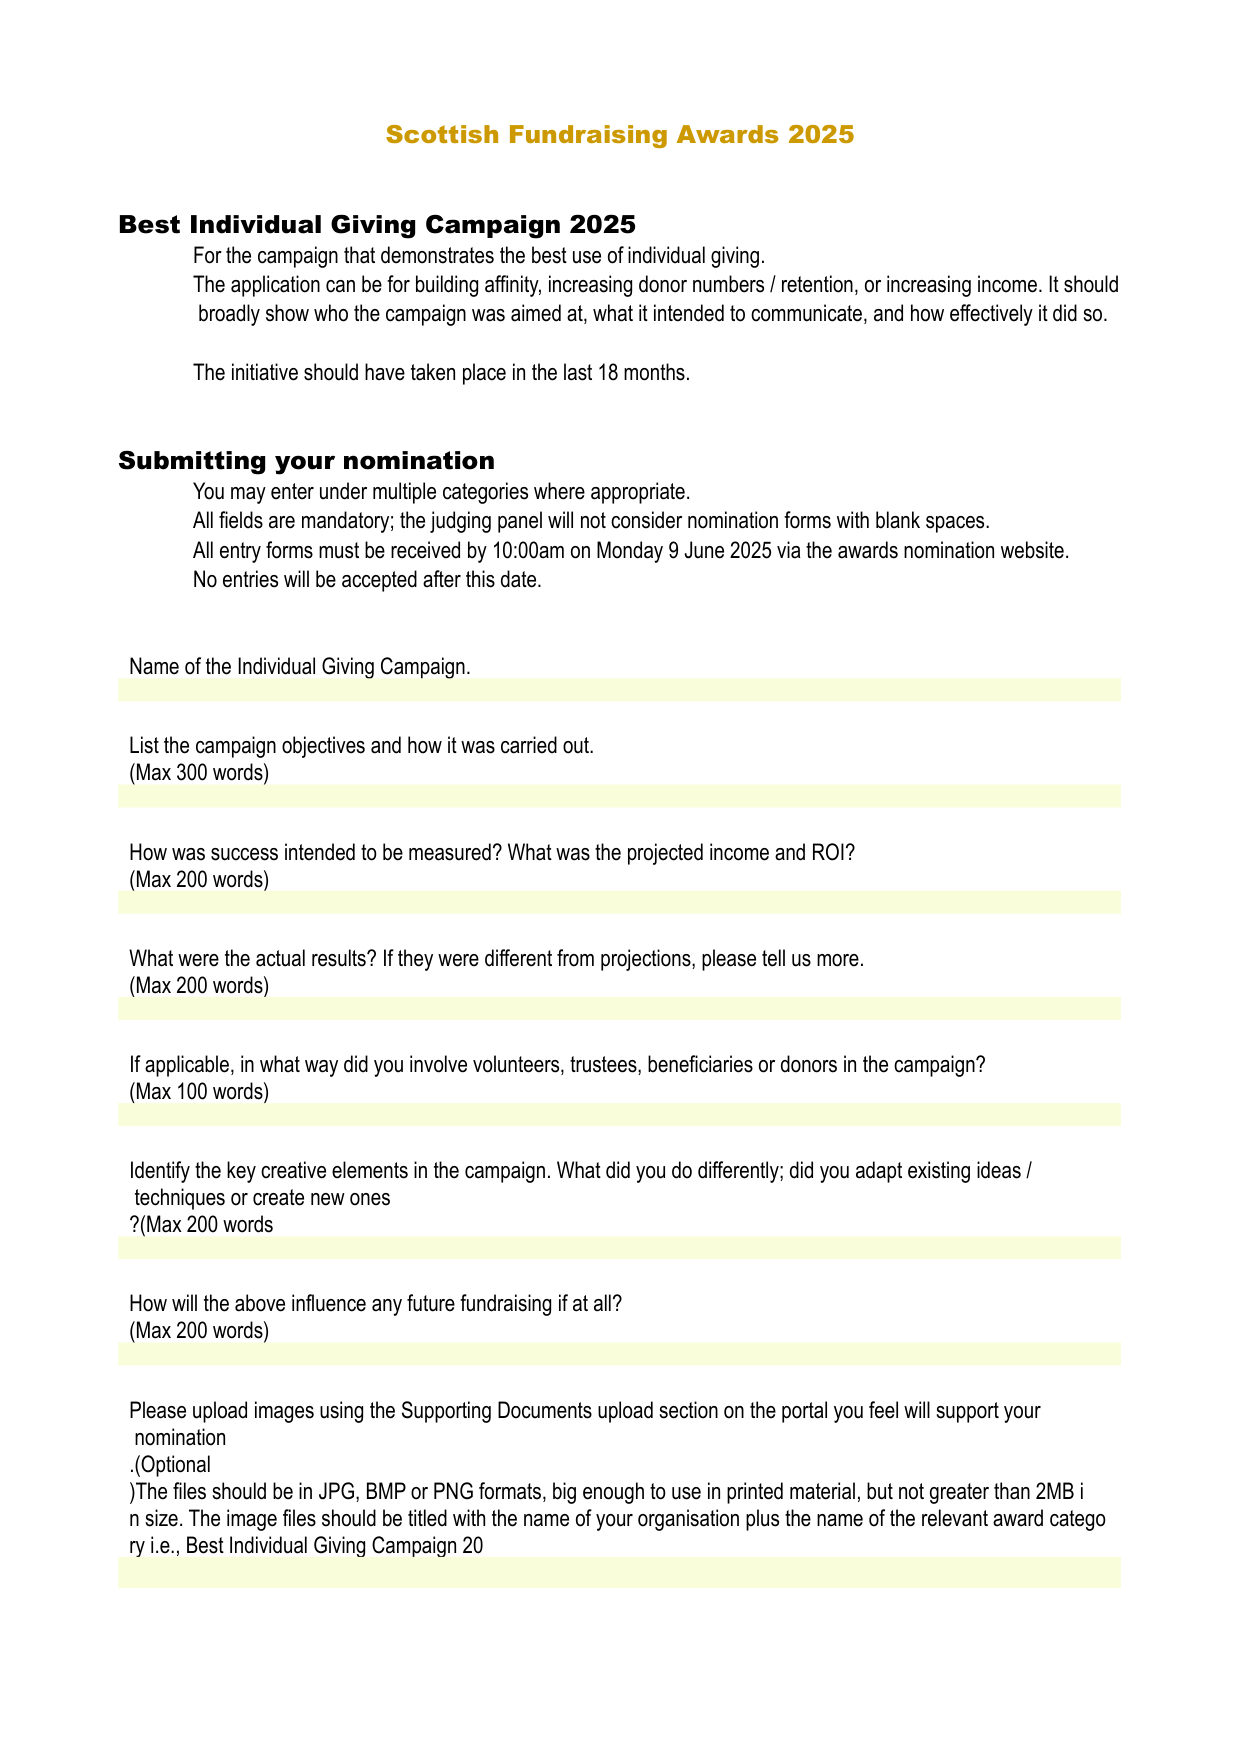 Scottish Fundraising Awards 2025
Best Individual Giving Campaign 2025
For the campaign that demonstrates the best use of individual giving.
The application can be for building affinity, increasing donor numbers / retention, or increasing income. It should
broadly show who the campaign was aimed at, what it intended to communicate, and how effectively it did so.
The initiative should have taken place in the last 18 months.
Submitting your nomination
You may enter under multiple categories where appropriate.
All fields are mandatory; the judging panel will not consider nomination forms with blank spaces.
All entry forms must be received by 10:00am on Monday 9 June 2025 via the awards nomination website.
No entries will be accepted after this date.
Name of the Individual Giving Campaign.
List the campaign objectives and how it was carried out.
(Max 300 words)
How was success intended to be measured? What was the projected income and ROI?
(Max 200 words)
What were the actual results? If they were different from projections, please tell us more.
(Max 200 words)
If applicable, in what way did you involve volunteers, trustees, beneficiaries or donors in the campaign?
(Max 100 words)
Identify the key creative elements in the campaign. What did you do differently; did you adapt existing ideas /
techniques or create new ones
?(Max 200 words
How will the above influence any future fundraising if at all?
(Max 200 words)
Please upload images using the Supporting Documents upload section on the portal you feel will support your
nomination
.(Optional
)The files should be in JPG, BMP or PNG formats, big enough to use in printed material, but not greater than 2MB i
n size. The image files should be titled with the name of your organisation plus the name of the relevant award catego
ry i.e., Best Individual Giving Campaign 20